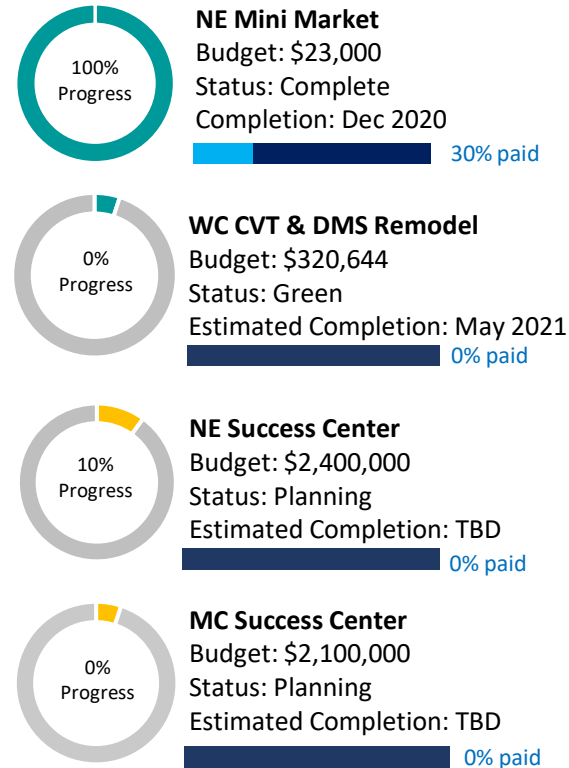 100%
Progress
NE Mini Market
Budget: $23,000
Status: Complete
Completion: Dec 2020
30% paid
0%
Progress
WC CVT & DMS Remodel
Budget: $320,644
Status: Green
Estimated Completion: May 2021
0% paid
10%
Progress
NE Success Center
Budget: $2,400,000
Status: Planning
Estimated Completion: TBD
0% paid
0%
Progress
MC Success Center
Budget: $2,100,000
Status: Planning
Estimated Completion: TBD
0% paid